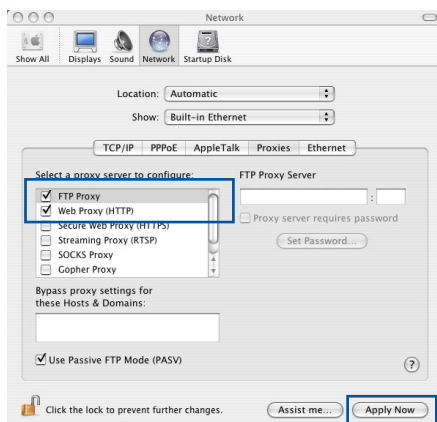 Network
Show All Displays Sound Network Startup Disk
Location: Automatic
Show: Built-in Ethernet
TCP/IP PPPoE AppleTalk Proxies Ethernet
Select a proxy server to configure:
FTP Proxy
Web Proxy (HTTP)
Secure Web Proxy (HTTPS)
Streaming Proxy (RTSP)
SOCKS Proxy
Gopher Proxy
FTP Proxy Server
:
Proxy server requires password
Set Password...
Bypass proxy settings for
these Hosts & Domains:
Use Passive FTP Mode (PASV)
?
Click the lock to prevent further changes.
Assist me... Apply Now